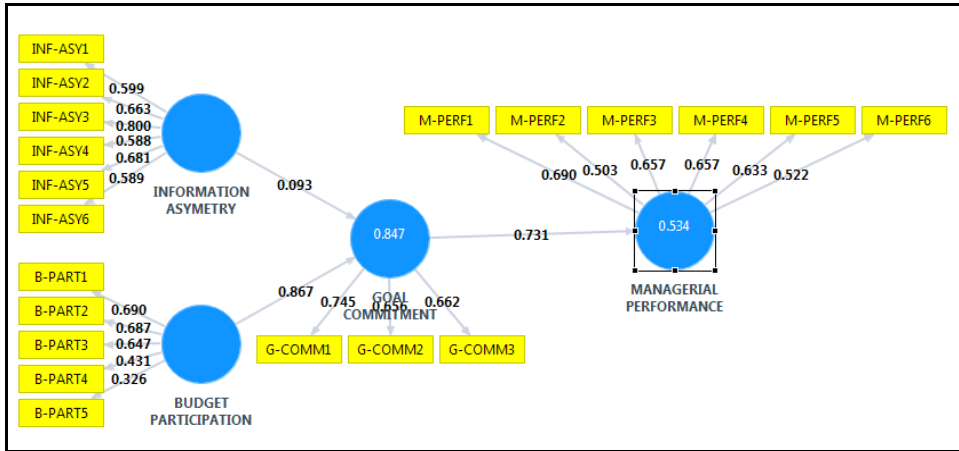 INF-ASY1
INF-ASY2
INF-ASY3
INF-ASY4
INF-ASY5
INF-ASY6
0.599
0.663
0.800
0.588
0.681
0.589
INFORMATION
ASYMETRY
0.093
B-PART1
B-PART2
B-PART3
B-PART4
B-PART5
0.690
0.687
0.647
0.431
0.326
BUDGET
PARTICIPATION
0.867
0.847
GOAL
COMMITMENT
0.745
0.656
0.662
G-COMM1
G-COMM2
G-COMM3
0.731
M-PERF1
M-PERF2
M-PERF3
M-PERF4
M-PERF5
M-PERF6
0.690
0.503
0.657
0.657
0.633
0.522
0.534
MANAGERIAL
PERFORMANCE